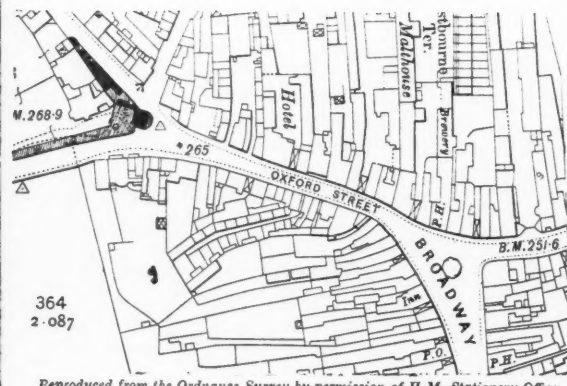 Ter.
Malthouse
M.268·9
Hotel
Brewery
265
OXFORD STREET
P.H.
B.M.251·6
BROADWAY
364
2·087
Inn
P.O.
P.H.
Reproduced from the Ordnance Survey by permission of H.M. Stationery Office